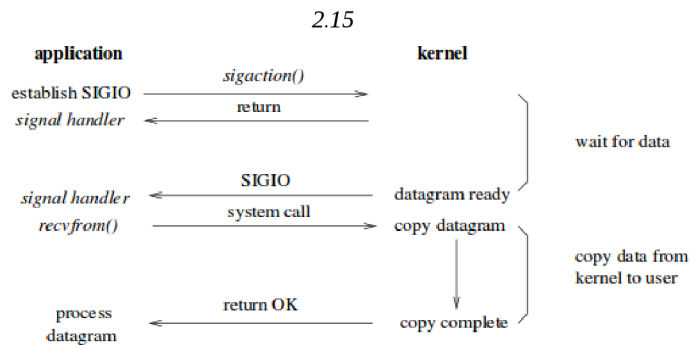 2.15
application kernel
sigaction()
establish SIGIO
return
signal handler
wait for data
SIGIO
signal handler datagram ready
system call
recvfrom() copy datagram
copy data from
kernel to user
return OK
process copy complete
datagram